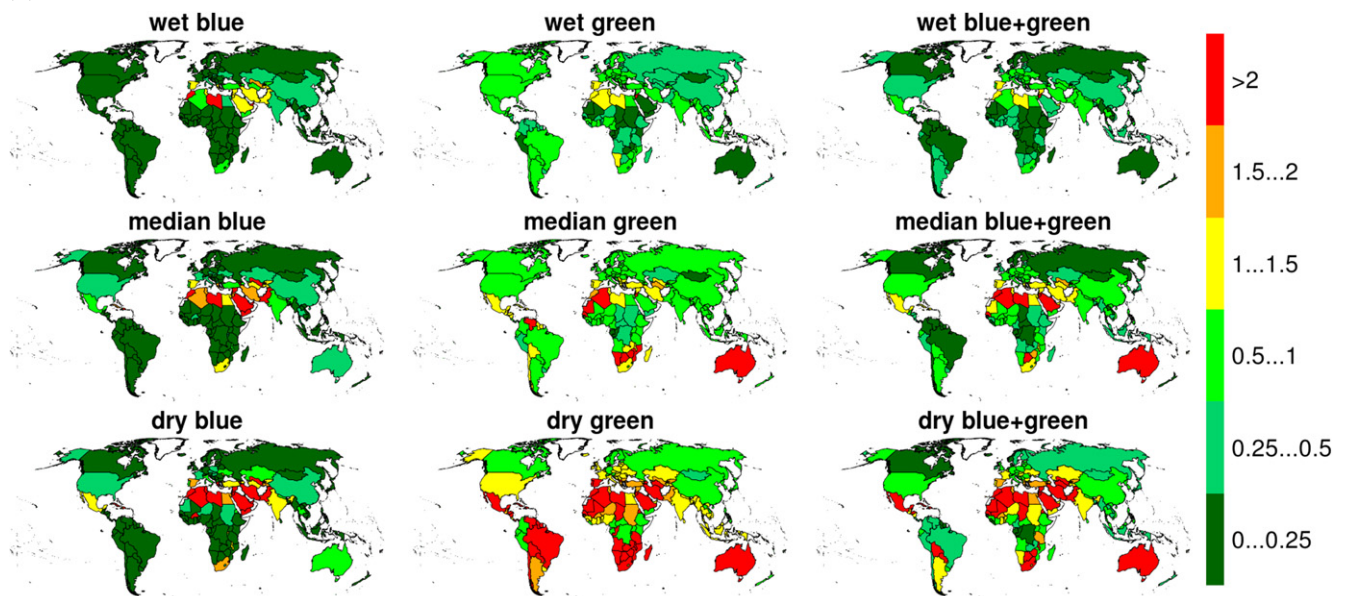 wet blue
wet green
wet blue+green
median blue
median green
median blue+green
dry blue
dry green
dry blue+green
>2
1.5...2
1...1.5
0.5...1
0.25...0.5
0...0.25